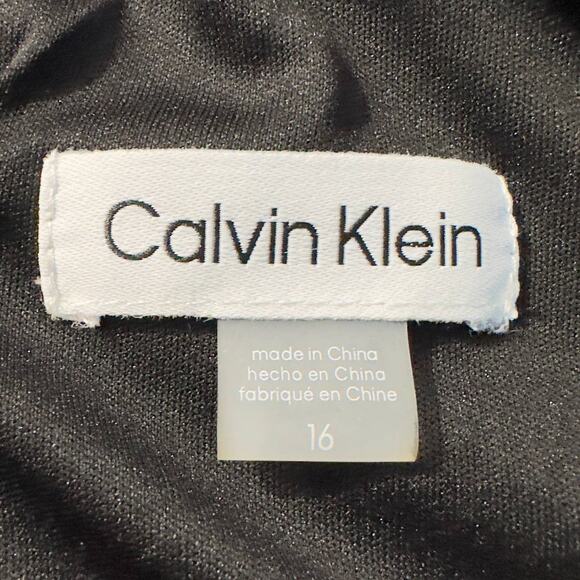 Calvin Klein
made in China
hecho en China
fabriqué en Chine
16